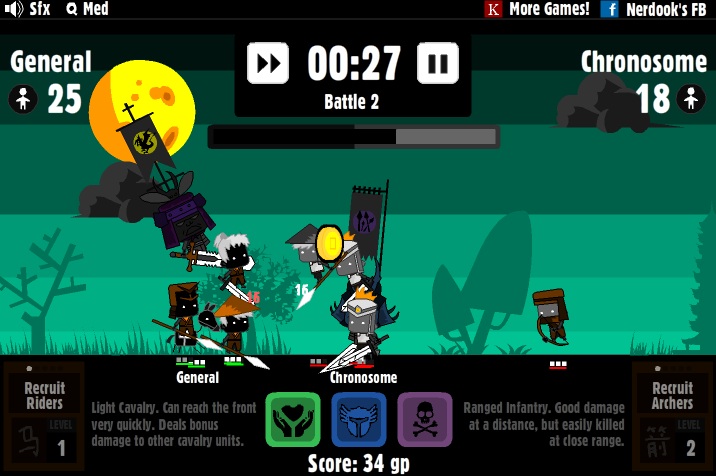 Sfx
Med
K
More Games!
f
Nerdook's FB
General
25
00:27
Battle 2
Chronosome
18
16
16
General
Chronosome
Recruit
Riders
LEVEL
1
Light Cavalry. Can reach the front
very quickly. Deals bonus
damage to other cavalry units.
Ranged Infantry. Good damage
at a distance, but easily killed
at close range.
Recruit
Archers
箭
LEVEL
2
Score: 34 gp